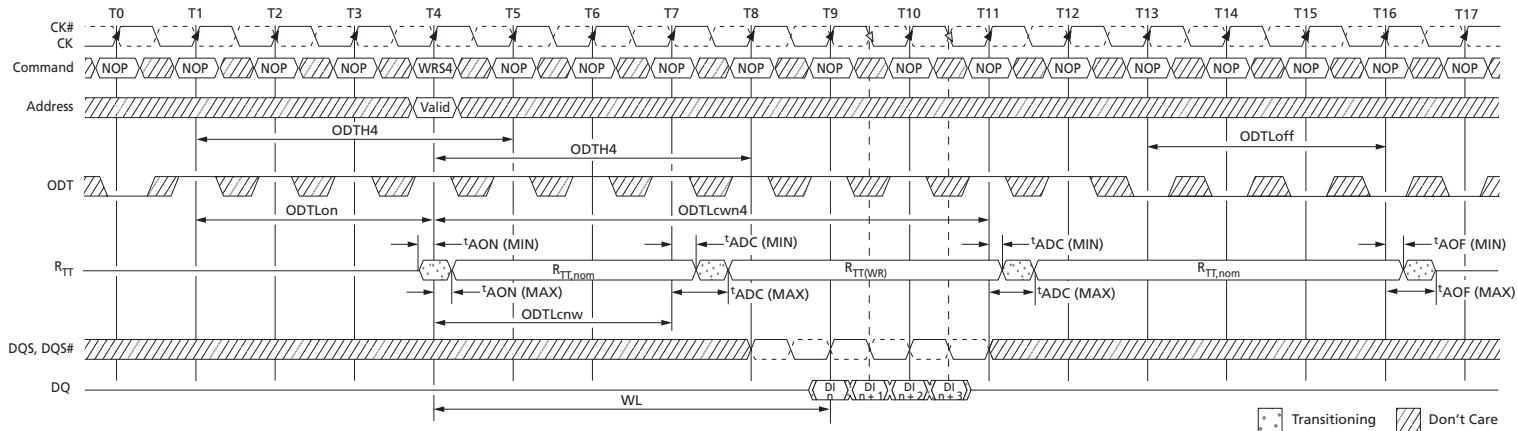 T0 T1 T2 T3 T4 T5 T6 T7 T8 T9 T10 T11 T12 T13 T14 T15 T16 T17
CK#
CK
Command NOP NOP NOP NOP WRS4 NOP NOP NOP NOP NOP NOP NOP NOP NOP NOP NOP NOP NOP
Address Valid
ODTH4 ODTLoff
ODTH4
ODT
ODTLon ODTLcwn4
tAON (MIN) tADC (MIN) tADC (MIN) tAOF (MIN)
RTT RTT,nom RTT(WR) RTT,nom
tAON (MAX) tADC (MAX) tADC (MAX) tAOF (MAX)
ODTLcnw
DQS, DQS#
DQ DI n DI n + 1 DI n + 2 DI n + 3
WL
Transitioning Don't Care